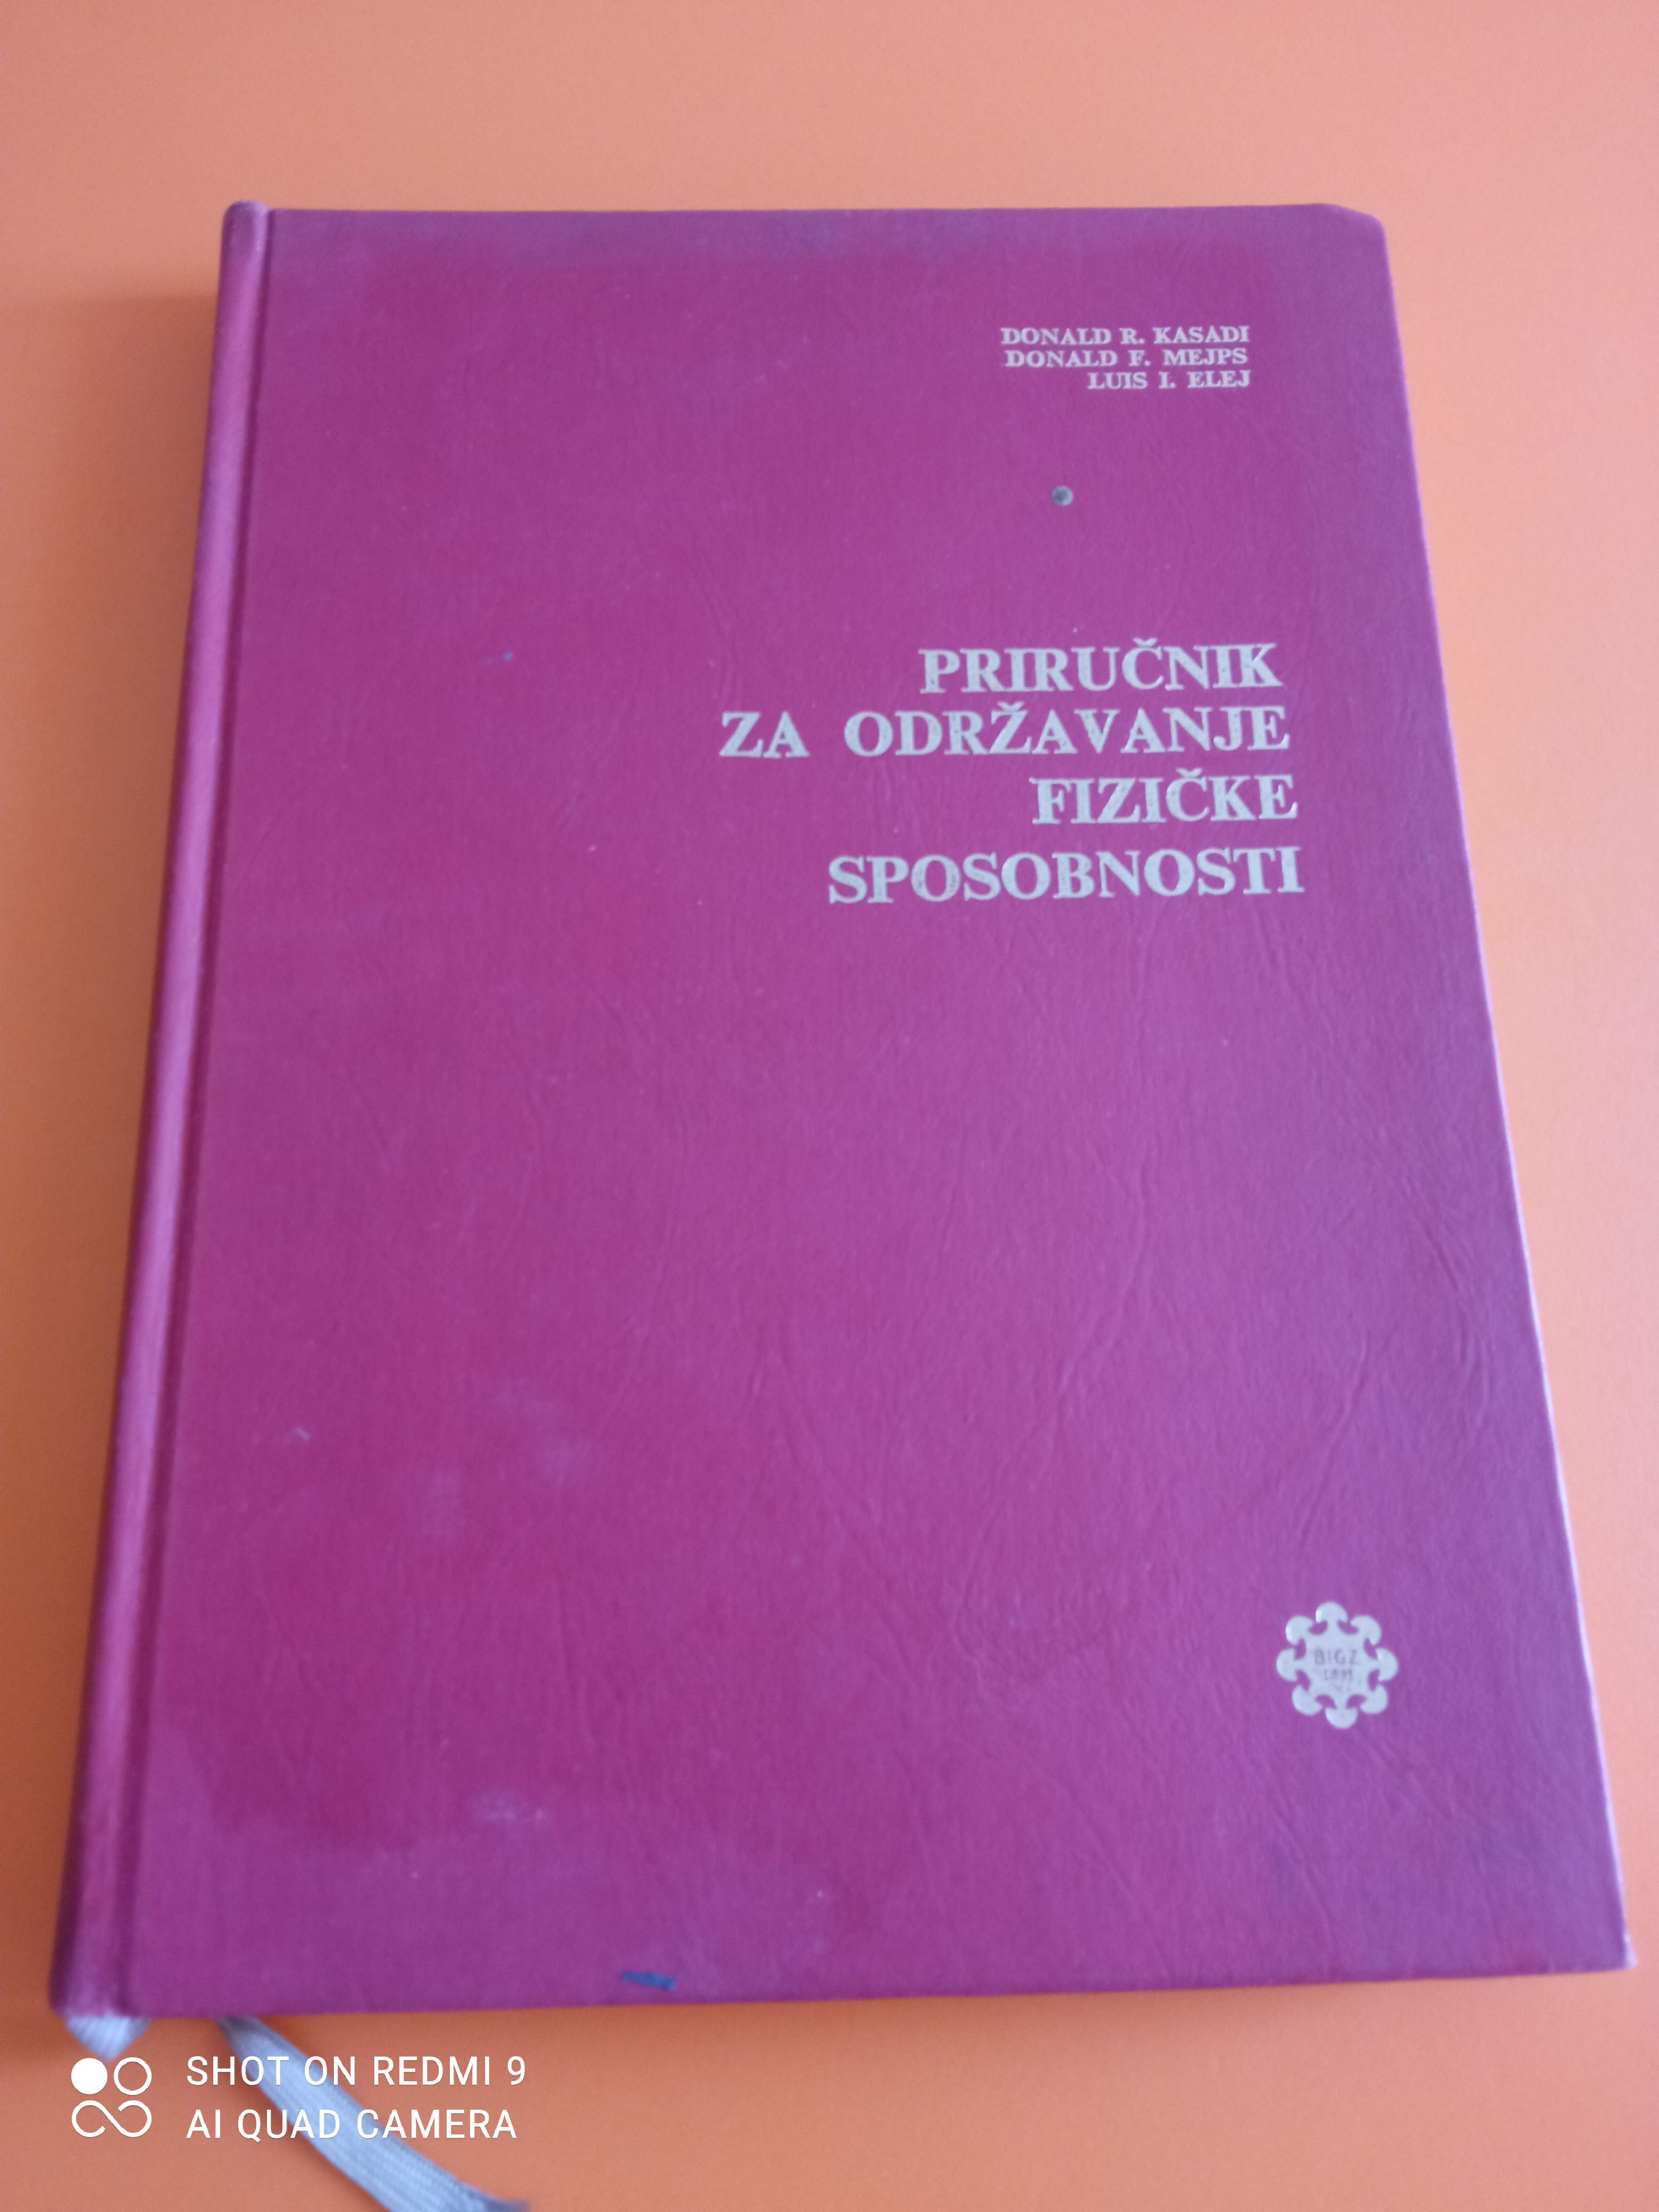 DONALD R. KASADI
DONALD F. MEJPS
LUIS I. ELEJ
PRIRUČNIK
ZA ODRŽAVANJE
FIZIČKE
SPOSOBNOSTI
BIGZ
SHOT ON REDMI 9
AI QUAD CAMERA